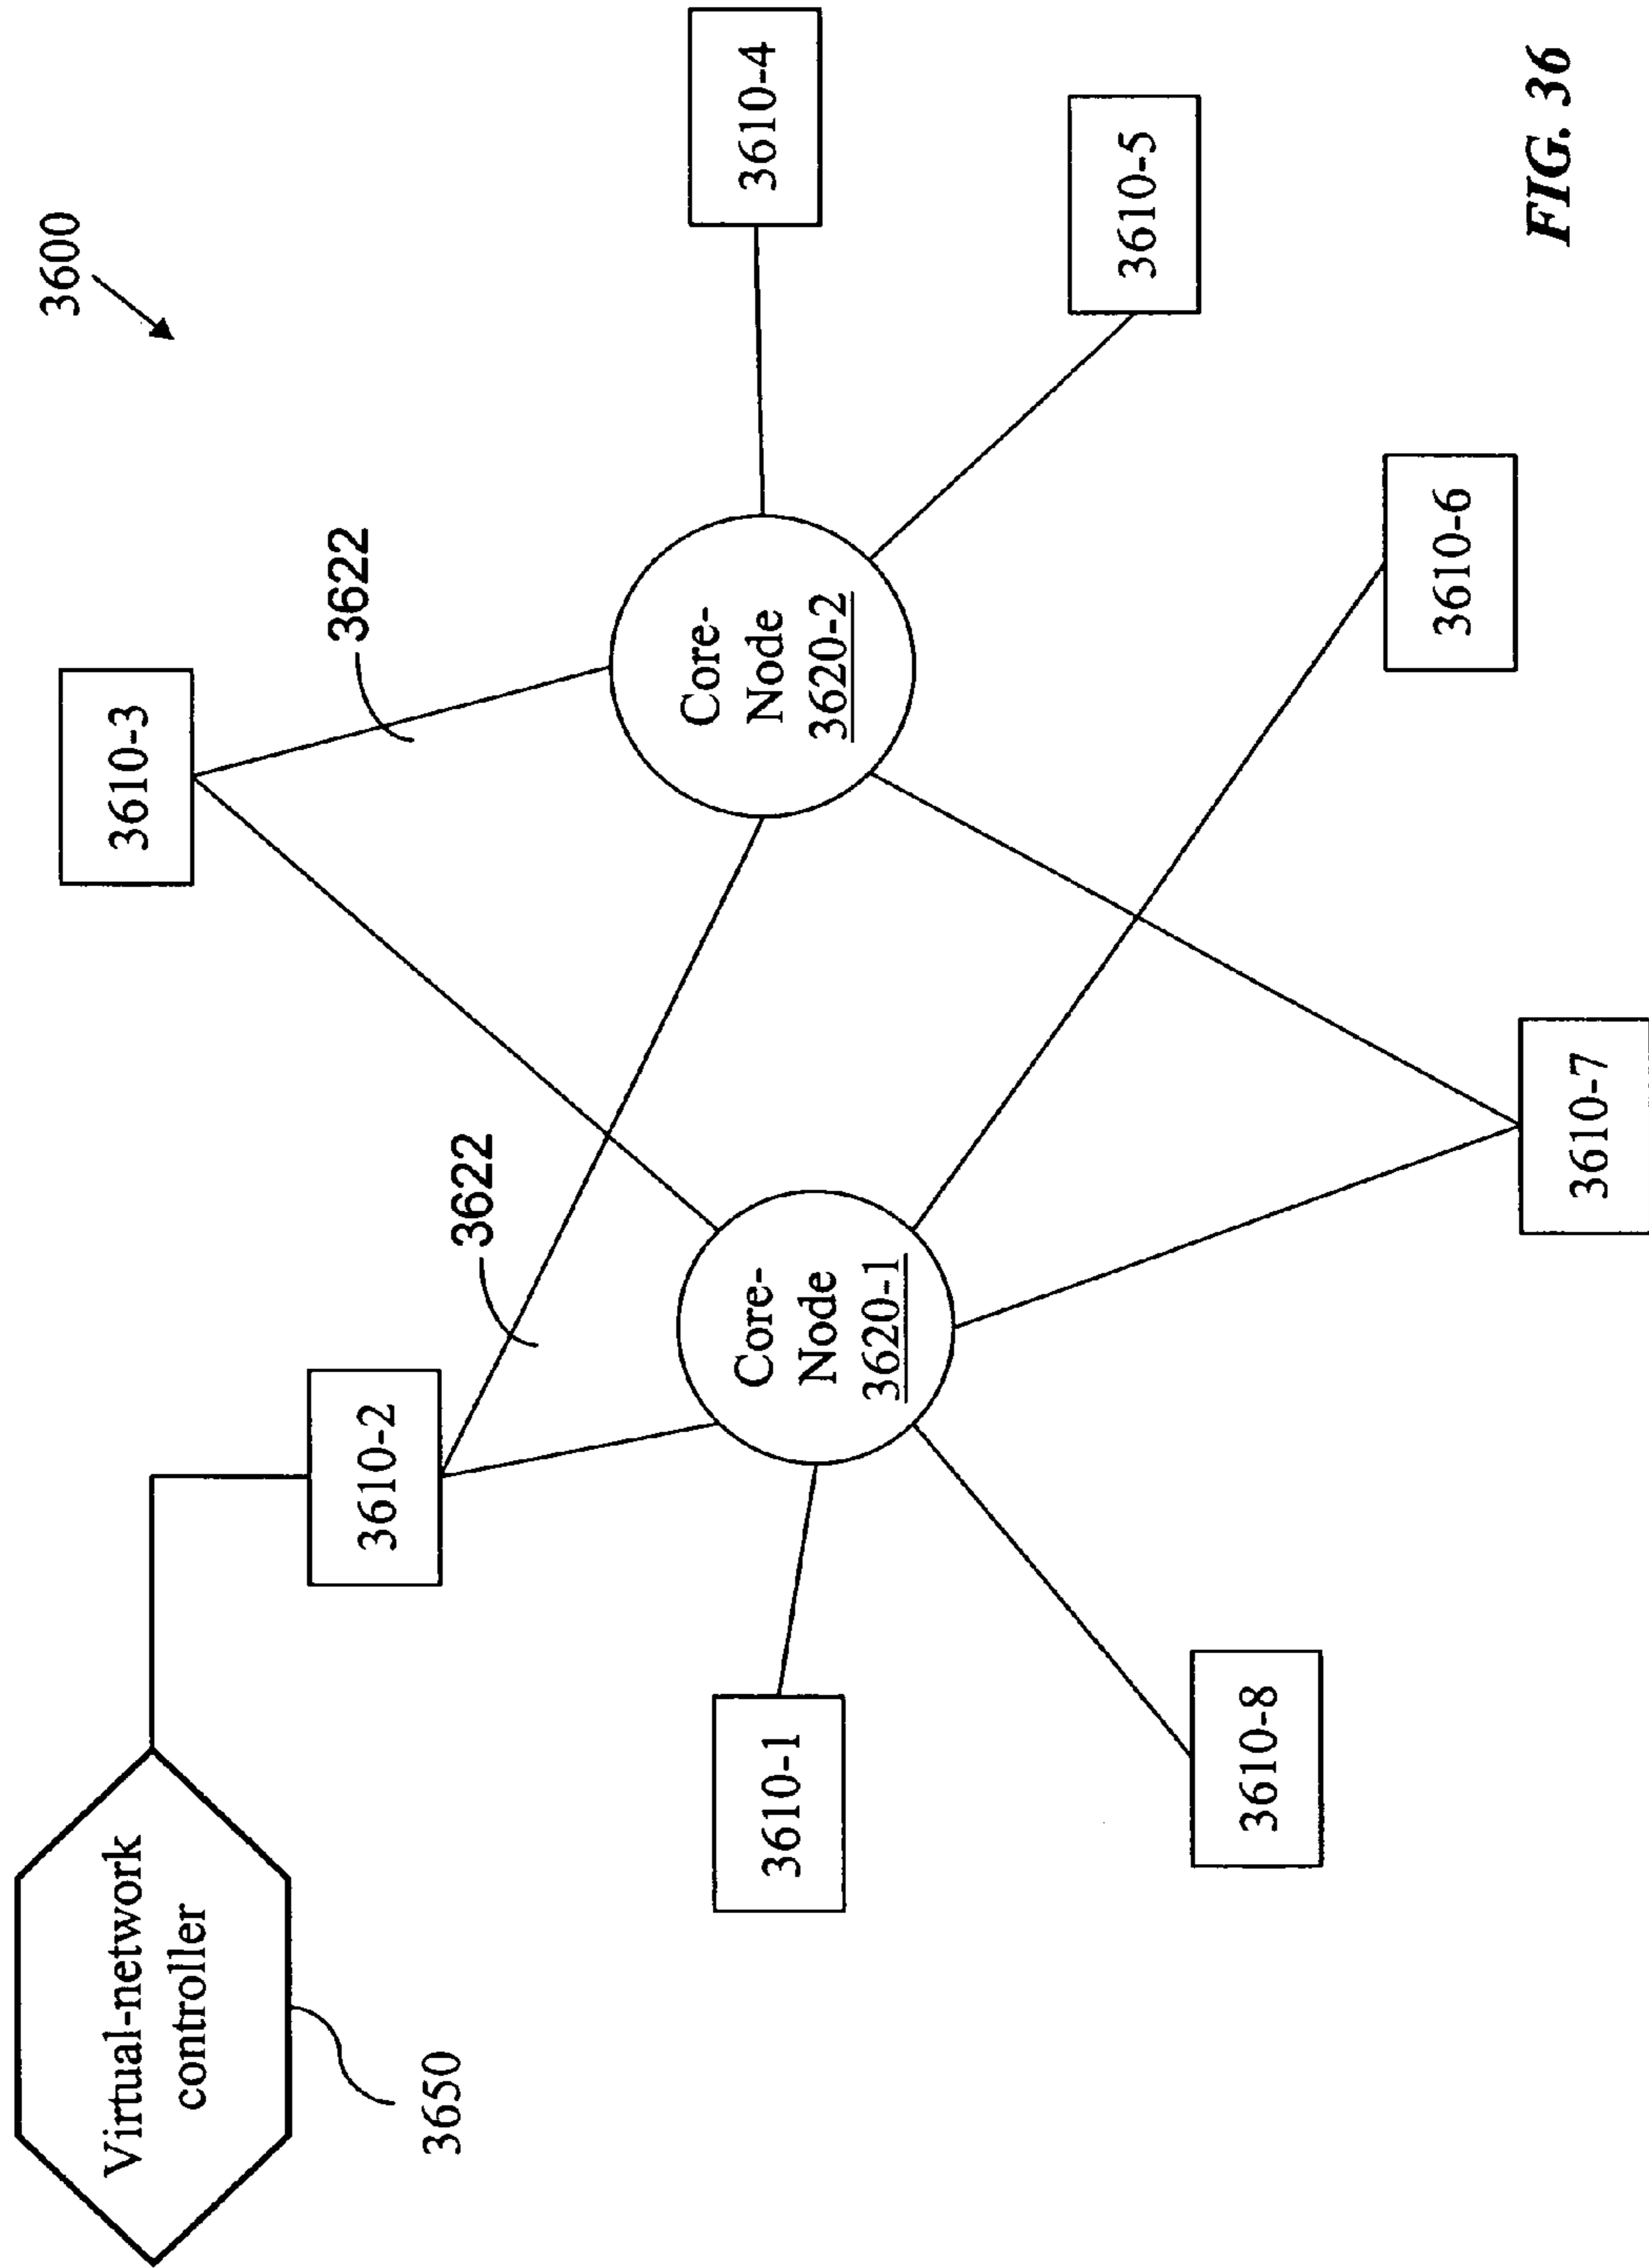 3600
Virtual-network
controller
3650
3610-3
3622
3610-2
3622
3610-4
Core-
Node
3620-2
Core-
Node
3620-1
3610-1
3610-5
3610-8
3610-6
3610-7
FIG. 36